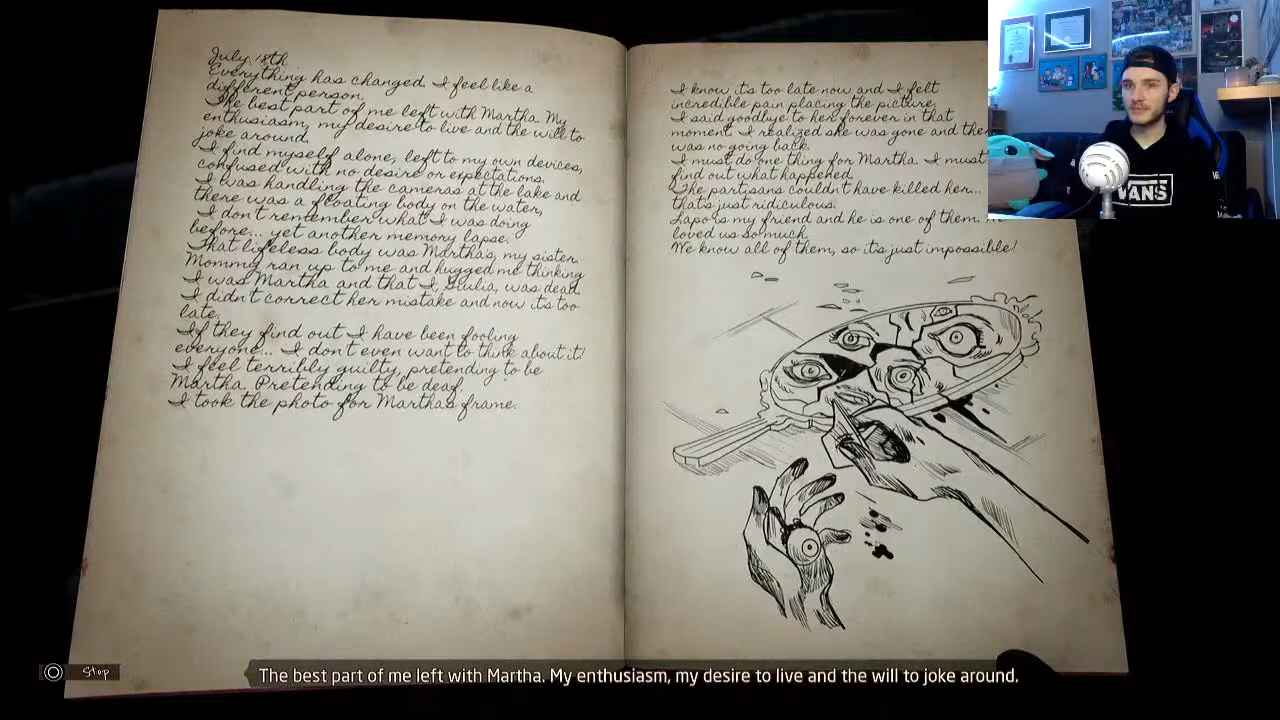 July 18th
Everything has changed. I feel like a
different person.
The best part of me left with Martha. My
enthusiasm, my desire to live and the will to
joke around.
I find myself alone, left to my own devices,
confused with no desire or expectations.
I was handling the cameras at the lake and
there was a floating body on the water,
I don't remember what I was doing
before... yet another memory lapse.
That lifeless body was Martha's, my sister.
Mommy ran up to me and hugged me thinking
I was Martha and that I, Giulia, was dead.
I didn't correct her mistake and now it's too
late.
If they find out I have been fooling
everyone... I don't even want to think about it!
I feel terribly guilty, pretending to be
Martha. Pretending to be deaf.
I took the photo for Martha's frame.
I know it's too late now and I felt
incredible pain placing the picture.
I said goodbye to her forever in that
moment. I realized she was gone and ther
was no going back.
I must do one thing for Martha. I must
find out what happened.
The partisans couldn't have killed her...
that's just ridiculous.
Lapo is my friend and he is one of them.
loved us so much.
We know all of them, so it's just impossible!
VANS
Stop
The best part of me left with Martha. My enthusiasm, my desire to live and the will to joke around.